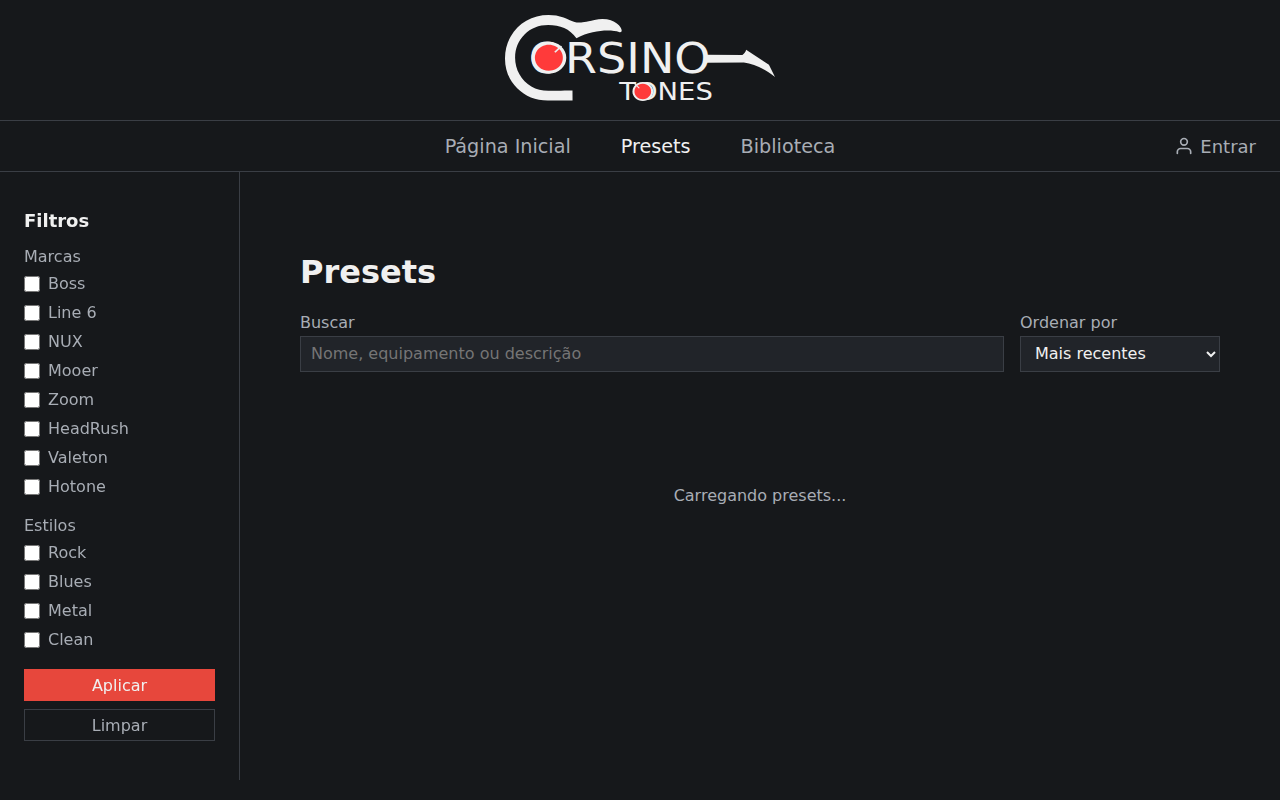 CORSINO
TONES
Página Inicial
Presets
Biblioteca
Entrar
Filtros
Marcas
Boss
Line 6
NUX
Mooer
Zoom
HeadRush
Valeton
Hotone
Estilos
Rock
Blues
Metal
Clean
Aplicar
Limpar
Presets
Buscar
Nome, equipamento ou descrição
Ordenar por
Mais recentes
Carregando presets...